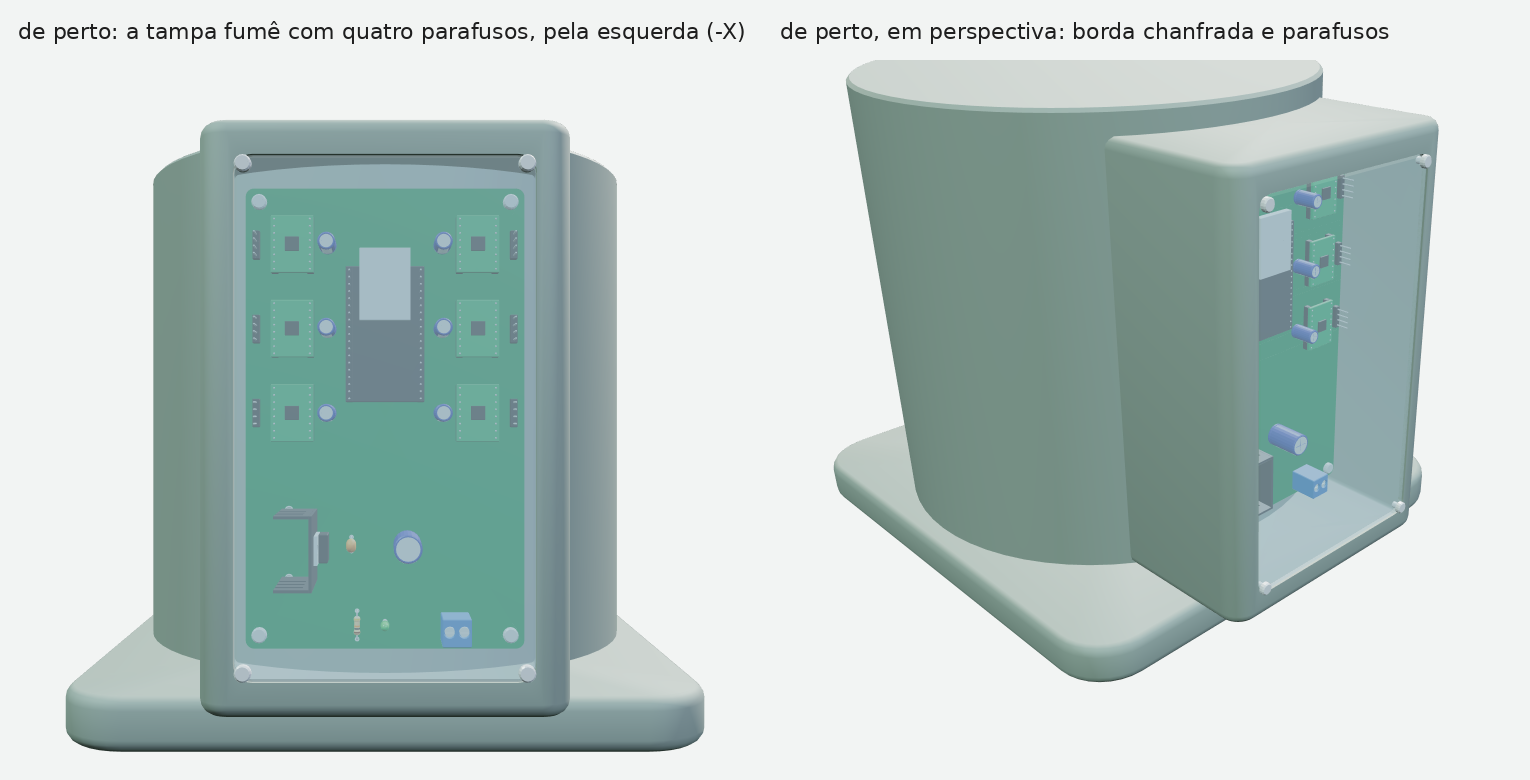 de perto: a tampa fumê com quatro parafusos, pela esquerda (-X)
de perto, em perspectiva: borda chanfrada e parafusos